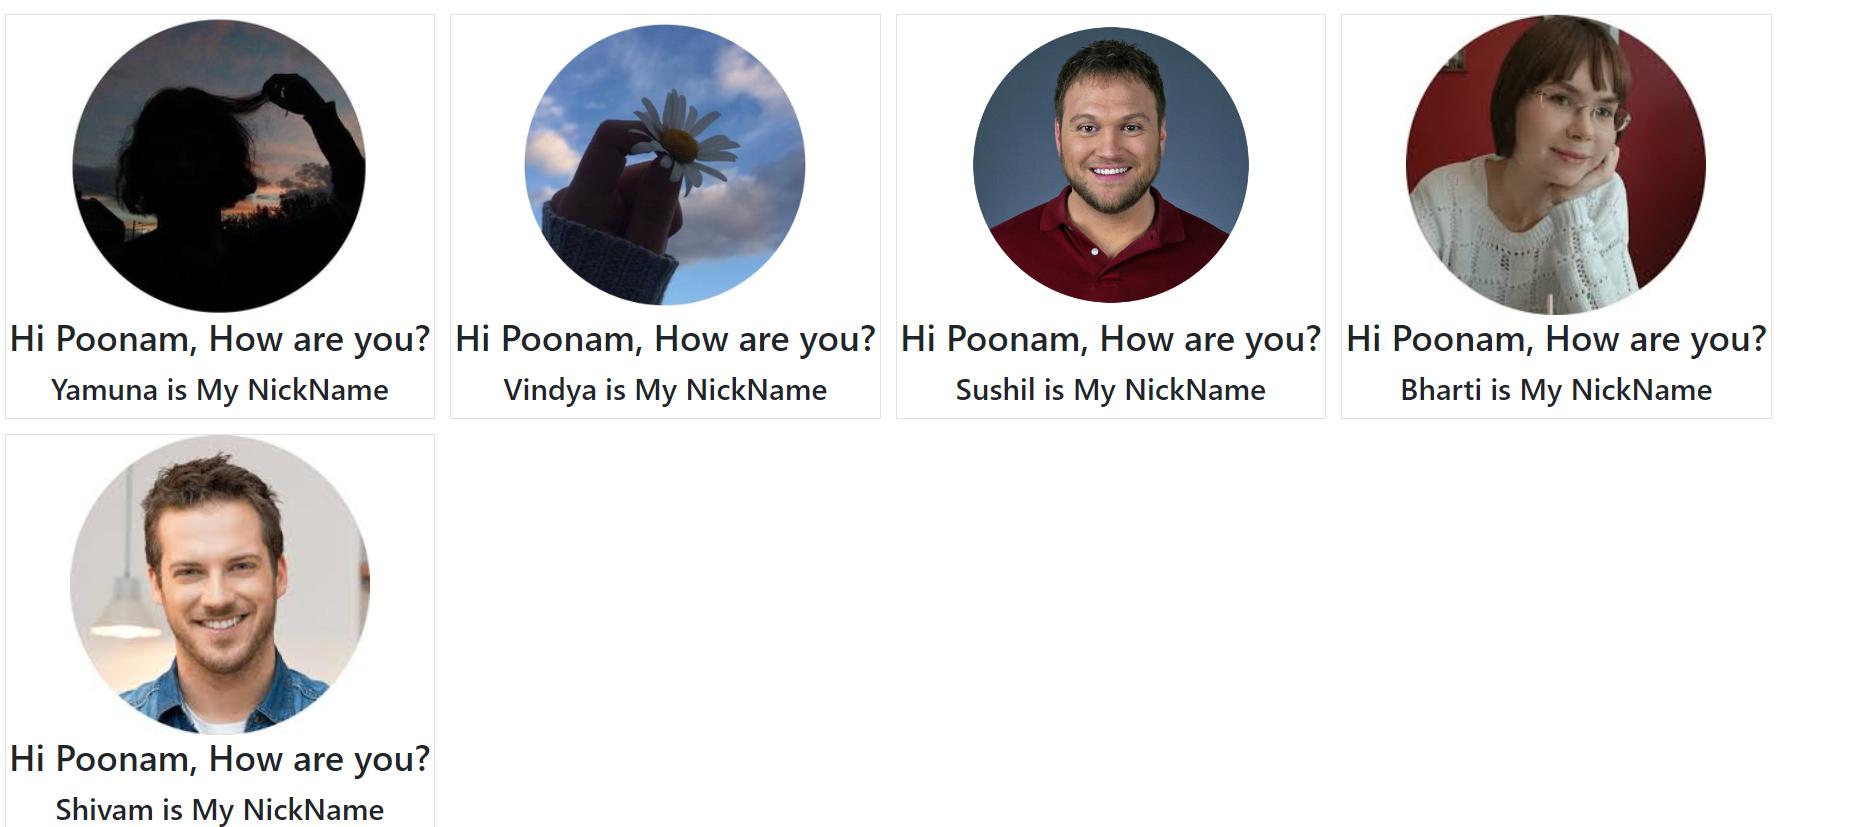 Hi Poonam, How are you?
Yamuna is My NickName
Hi Poonam, How are you?
Vindya is My NickName
Hi Poonam, How are you?
Sushil is My NickName
Hi Poonam, How are you?
Bharti is My NickName
Hi Poonam, How are you?
Shivam is My NickName